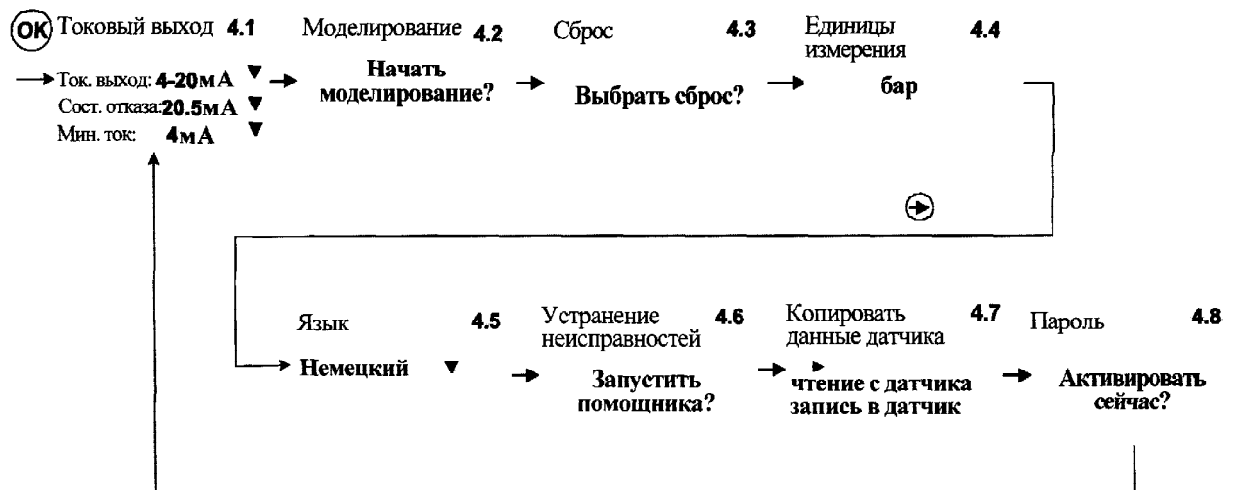 OK Токовый выход 4.1
Ток. выход: 4-20мА ▼
Сост. отказа:20.5мА ▼
Мин. ток: 4мА ▼
Моделирование 4.2
Начать
моделирование?
Сброс 4.3
Выбрать сброс?
Единицы 4.4
измерения
бар
Язык 4.5
Немецкий ▼
Устранение 4.6
неисправностей
Запустить
помощника?
Копировать 4.7
данные датчика
чтение с датчика
запись в датчик
Пароль 4.8
Активировать
сейчас?